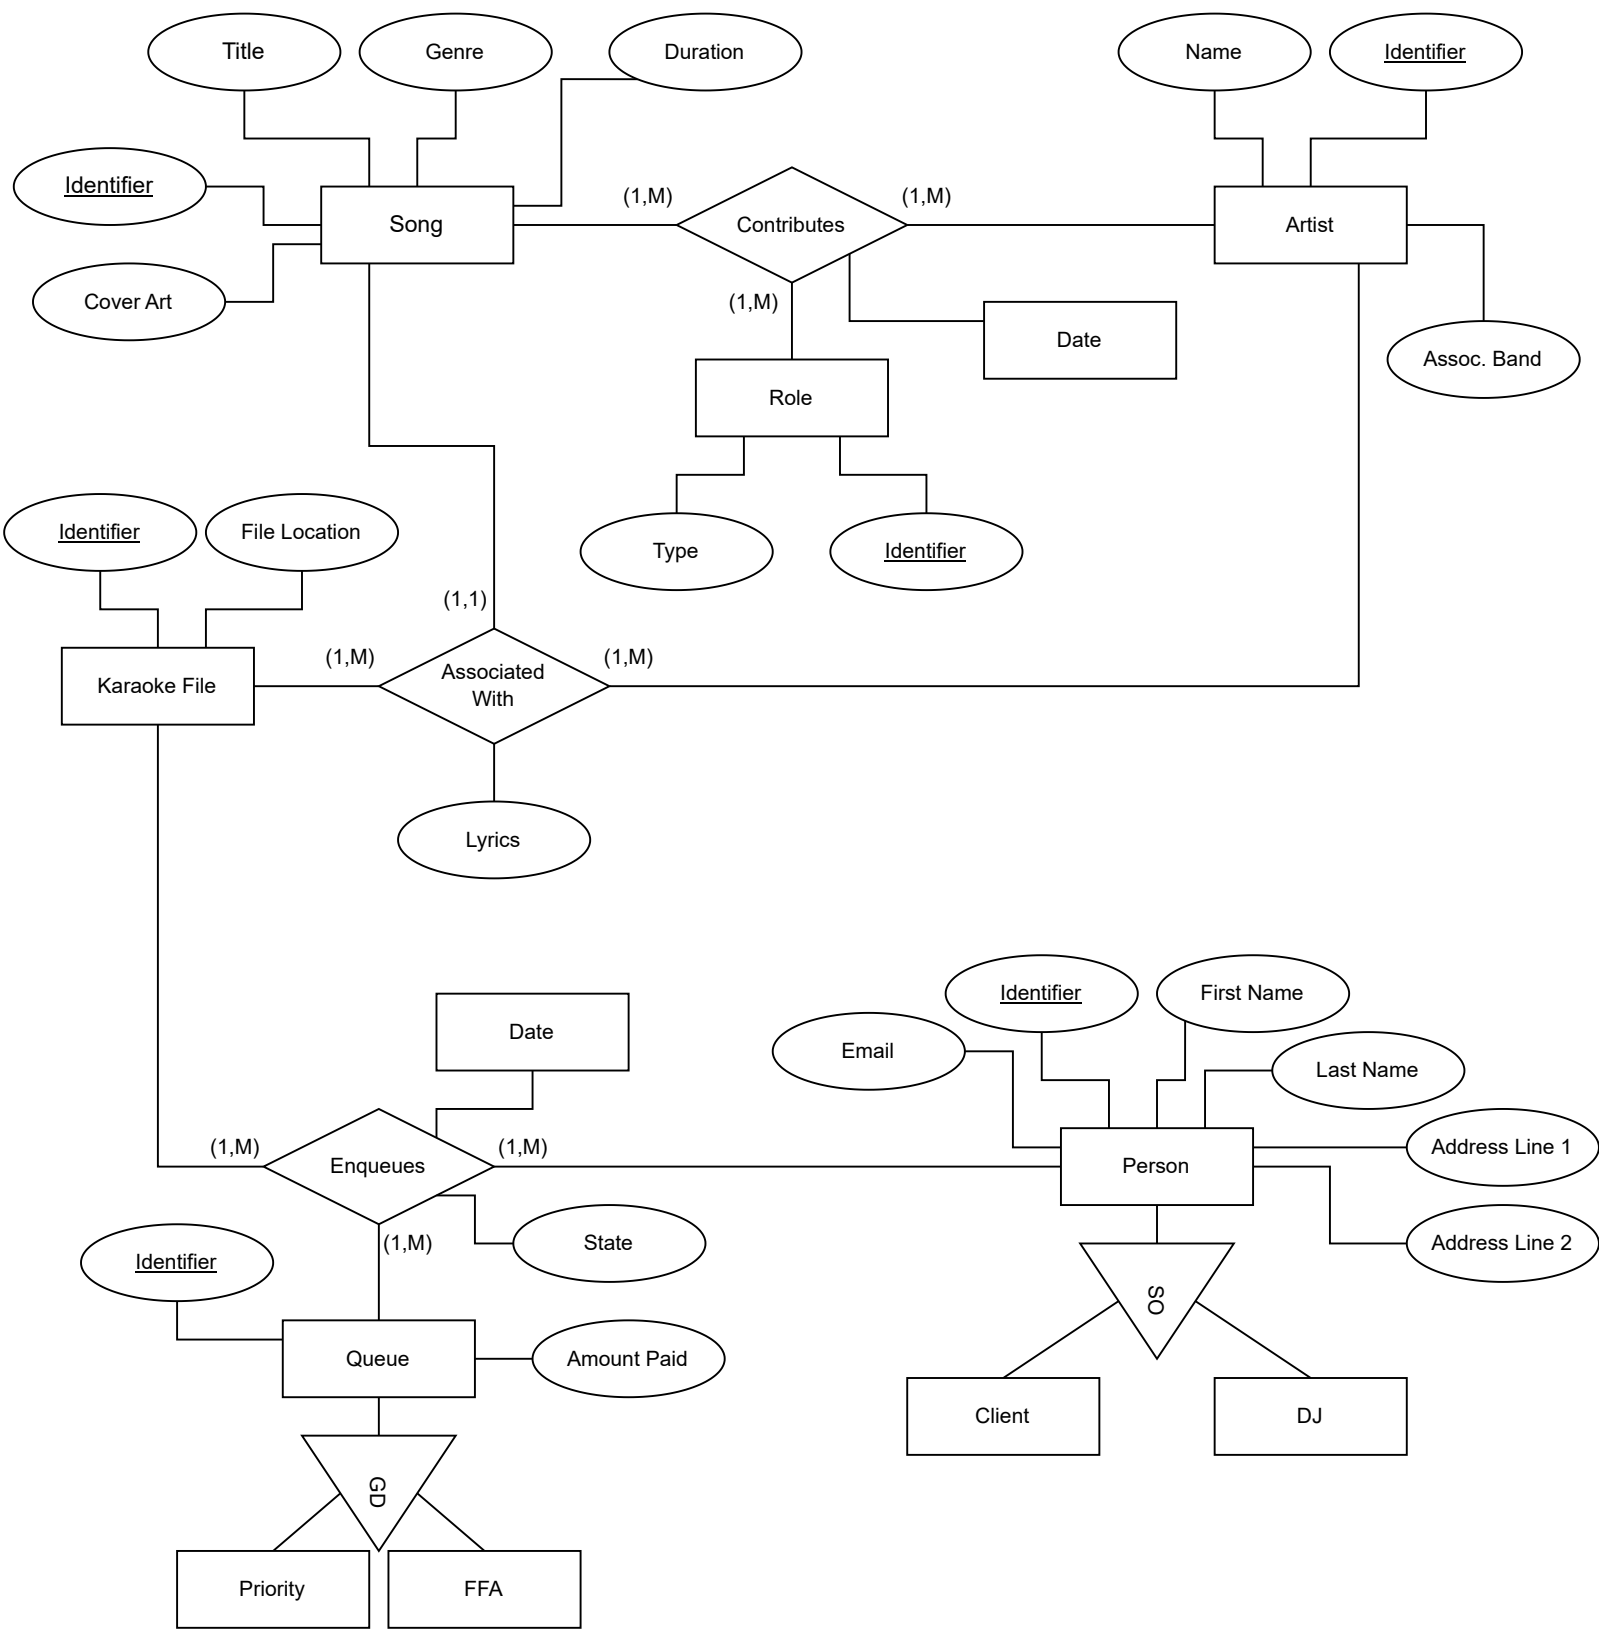 Title
Genre
Duration
Name
Identifier
Identifier
Song
(1,M)
Contributes
(1,M)
Artist
Cover Art
(1,M)
Date
Role
Assoc. Band
Identifier
File Location
Type
Identifier
(1,1)
Karaoke File
(1,M)
Associated
With
(1,M)
Lyrics
Date
Identifier
First Name
Email
Last Name
(1,M)
Enqueues
(1,M)
Person
Address Line 1
Identifier
(1,M)
State
Address Line 2
SO
Queue
Amount Paid
Client
DJ
GD
Priority
FFA